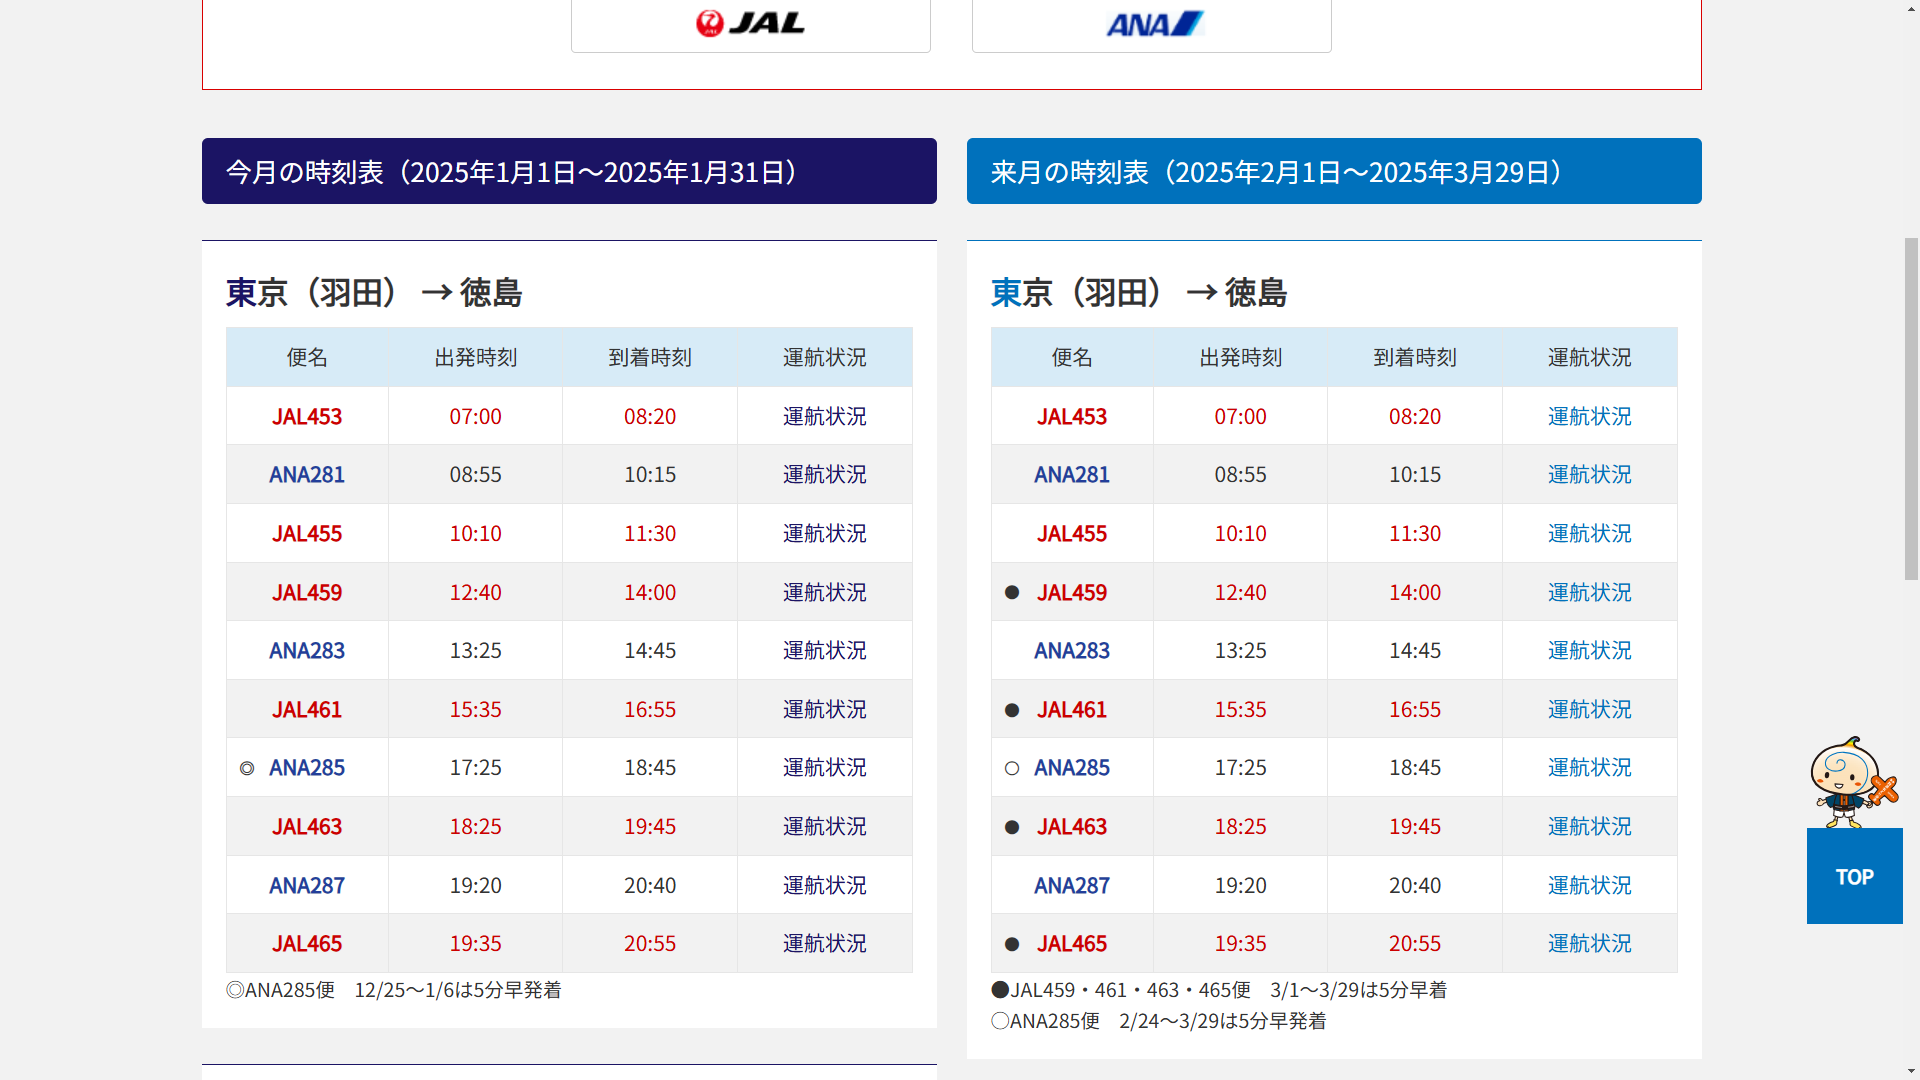 JAL
ANA
今月の時刻表（2025年1月1日～2025年1月31日）
東京（羽田） → 徳島
便名 出発時刻 到着時刻 運航状況
JAL453 07:00 08:20 運航状況
ANA281 08:55 10:15 運航状況
JAL455 10:10 11:30 運航状況
JAL459 12:40 14:00 運航状況
ANA283 13:25 14:45 運航状況
JAL461 15:35 16:55 運航状況
◎ ANA285 17:25 18:45 運航状況
JAL463 18:25 19:45 運航状況
ANA287 19:20 20:40 運航状況
JAL465 19:35 20:55 運航状況
◎ANA285便　12/25～1/6は5分早発着
来月の時刻表（2025年2月1日～2025年3月29日）
東京（羽田） → 徳島
便名 出発時刻 到着時刻 運航状況
JAL453 07:00 08:20 運航状況
ANA281 08:55 10:15 運航状況
JAL455 10:10 11:30 運航状況
● JAL459 12:40 14:00 運航状況
ANA283 13:25 14:45 運航状況
● JAL461 15:35 16:55 運航状況
○ ANA285 17:25 18:45 運航状況
● JAL463 18:25 19:45 運航状況
ANA287 19:20 20:40 運航状況
● JAL465 19:35 20:55 運航状況
●JAL459・461・463・465便　3/1～3/29は5分早着
○ANA285便　2/24～3/29は5分早発着
TOP